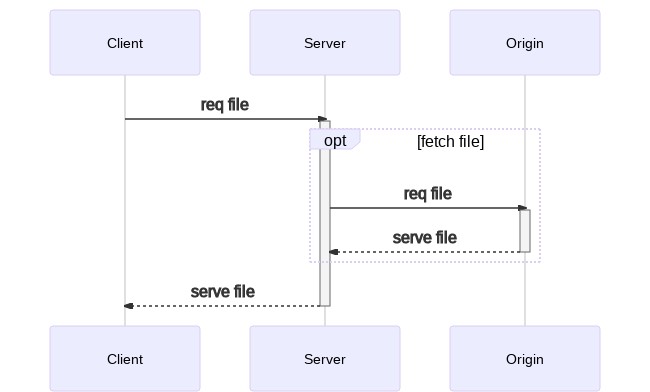 Client
Server
Origin
req file
opt
[fetch file]
req file
serve file
serve file
Client
Server
Origin